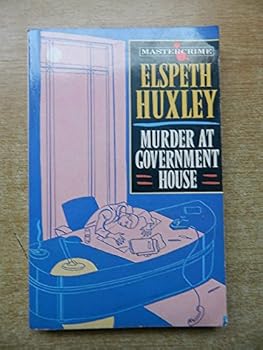 MASTERCRIME
ELSPETH
HUXLEY
MURDER AT
GOVERNMENT
HOUSE